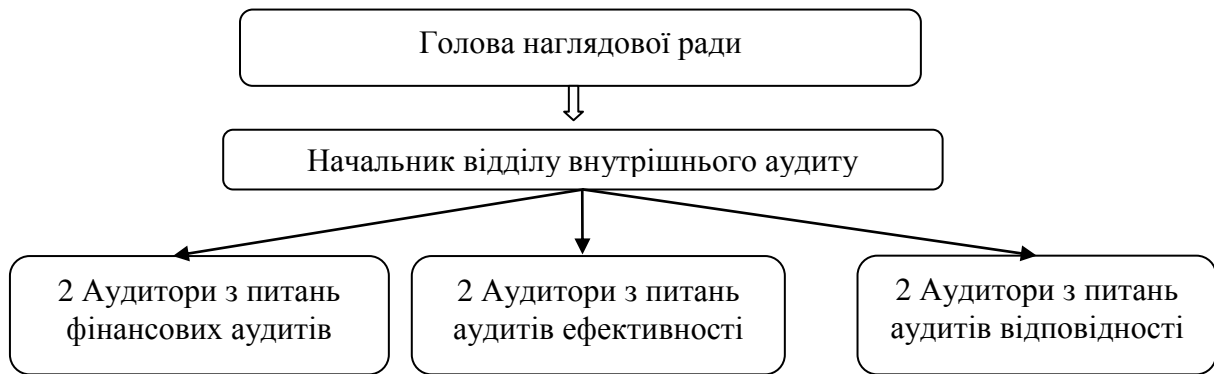 Голова наглядової ради
Начальник відділу внутрішнього аудиту
2 Аудитори з питань
фінансових аудитів
2 Аудитори з питань
аудитів ефективності
2 Аудитори з питань
аудитів відповідності